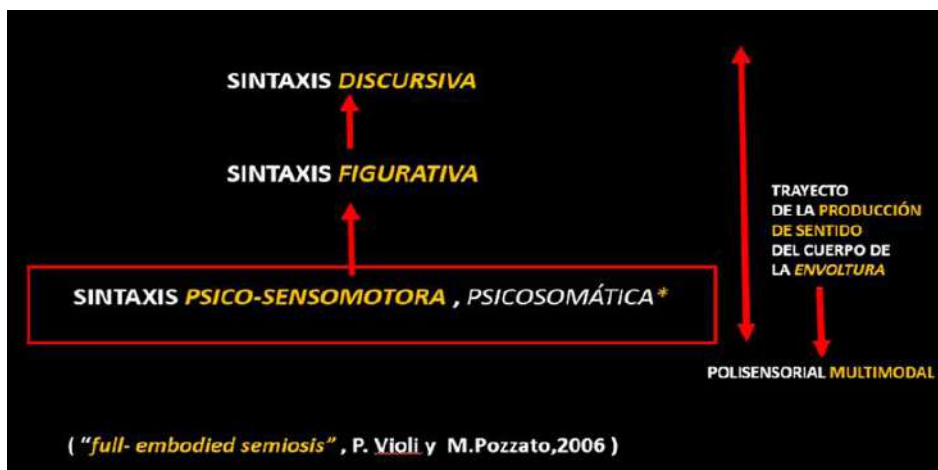 SINTAXIS DISCURSIVA
SINTAXIS FIGURATIVA
SINTAXIS PSICO-SENSOMOTORA , PSICOSOMÁTICA*
TRAYECTO
DE LA PRODUCCIÓN
DE SENTIDO
DEL CUERPO DE
LA ENVOLTURA
POLISENSORIAL MULTIMODAL
( “full- embodied semiosis” , P. Violi y M.Pozzato,2006 )